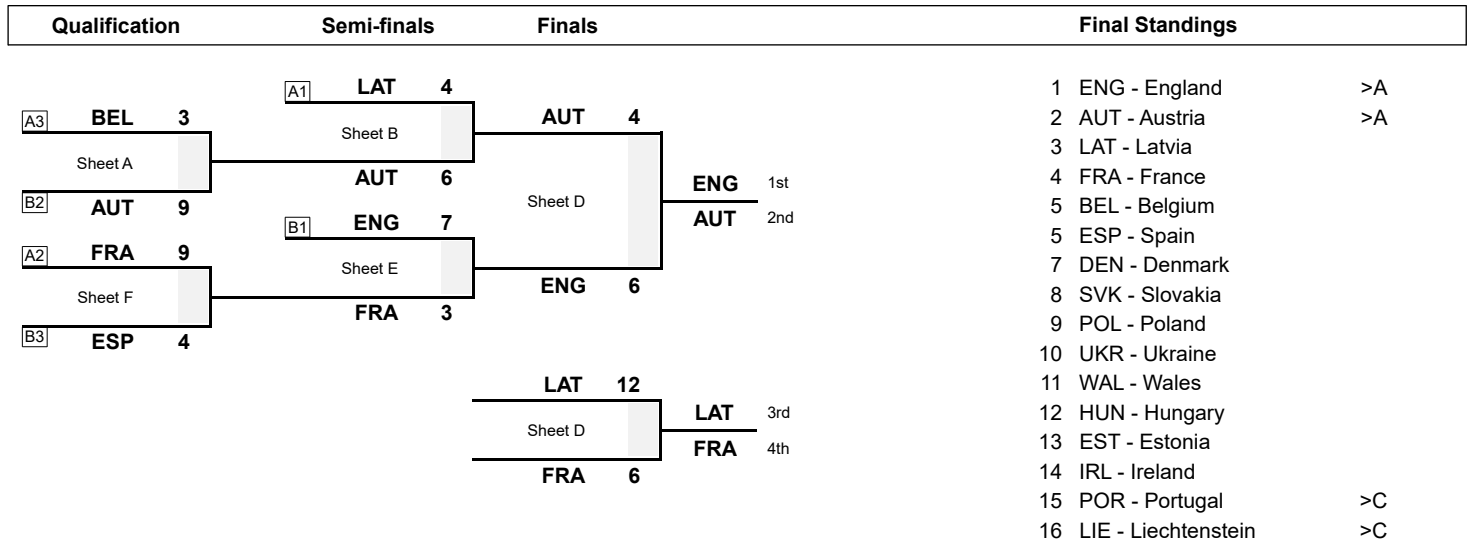 Qualification Semi-finals Finals Final Standings
A1 LAT 4
A3 BEL 3
Sheet A
B2 AUT 9
A2 FRA 9
Sheet F
B3 ESP 4
Sheet B
AUT 6
B1 ENG 7
Sheet E
FRA 3
AUT 4
Sheet D
ENG 6
ENG 1st
AUT 2nd
LAT 12
Sheet D
FRA 6
LAT 3rd
FRA 4th
1 ENG - England >A
2 AUT - Austria >A
3 LAT - Latvia
4 FRA - France
5 BEL - Belgium
5 ESP - Spain
7 DEN - Denmark
8 SVK - Slovakia
9 POL - Poland
10 UKR - Ukraine
11 WAL - Wales
12 HUN - Hungary
13 EST - Estonia
14 IRL - Ireland
15 POR - Portugal >C
16 LIE - Liechtenstein >C